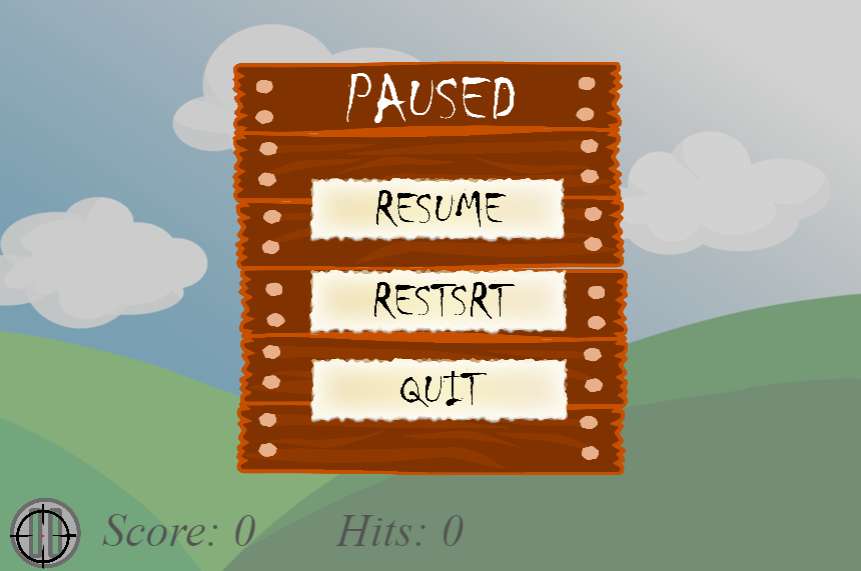 PAUSED
RESUME
RESTSRT
QUIT
Score: 0 Hits: 0